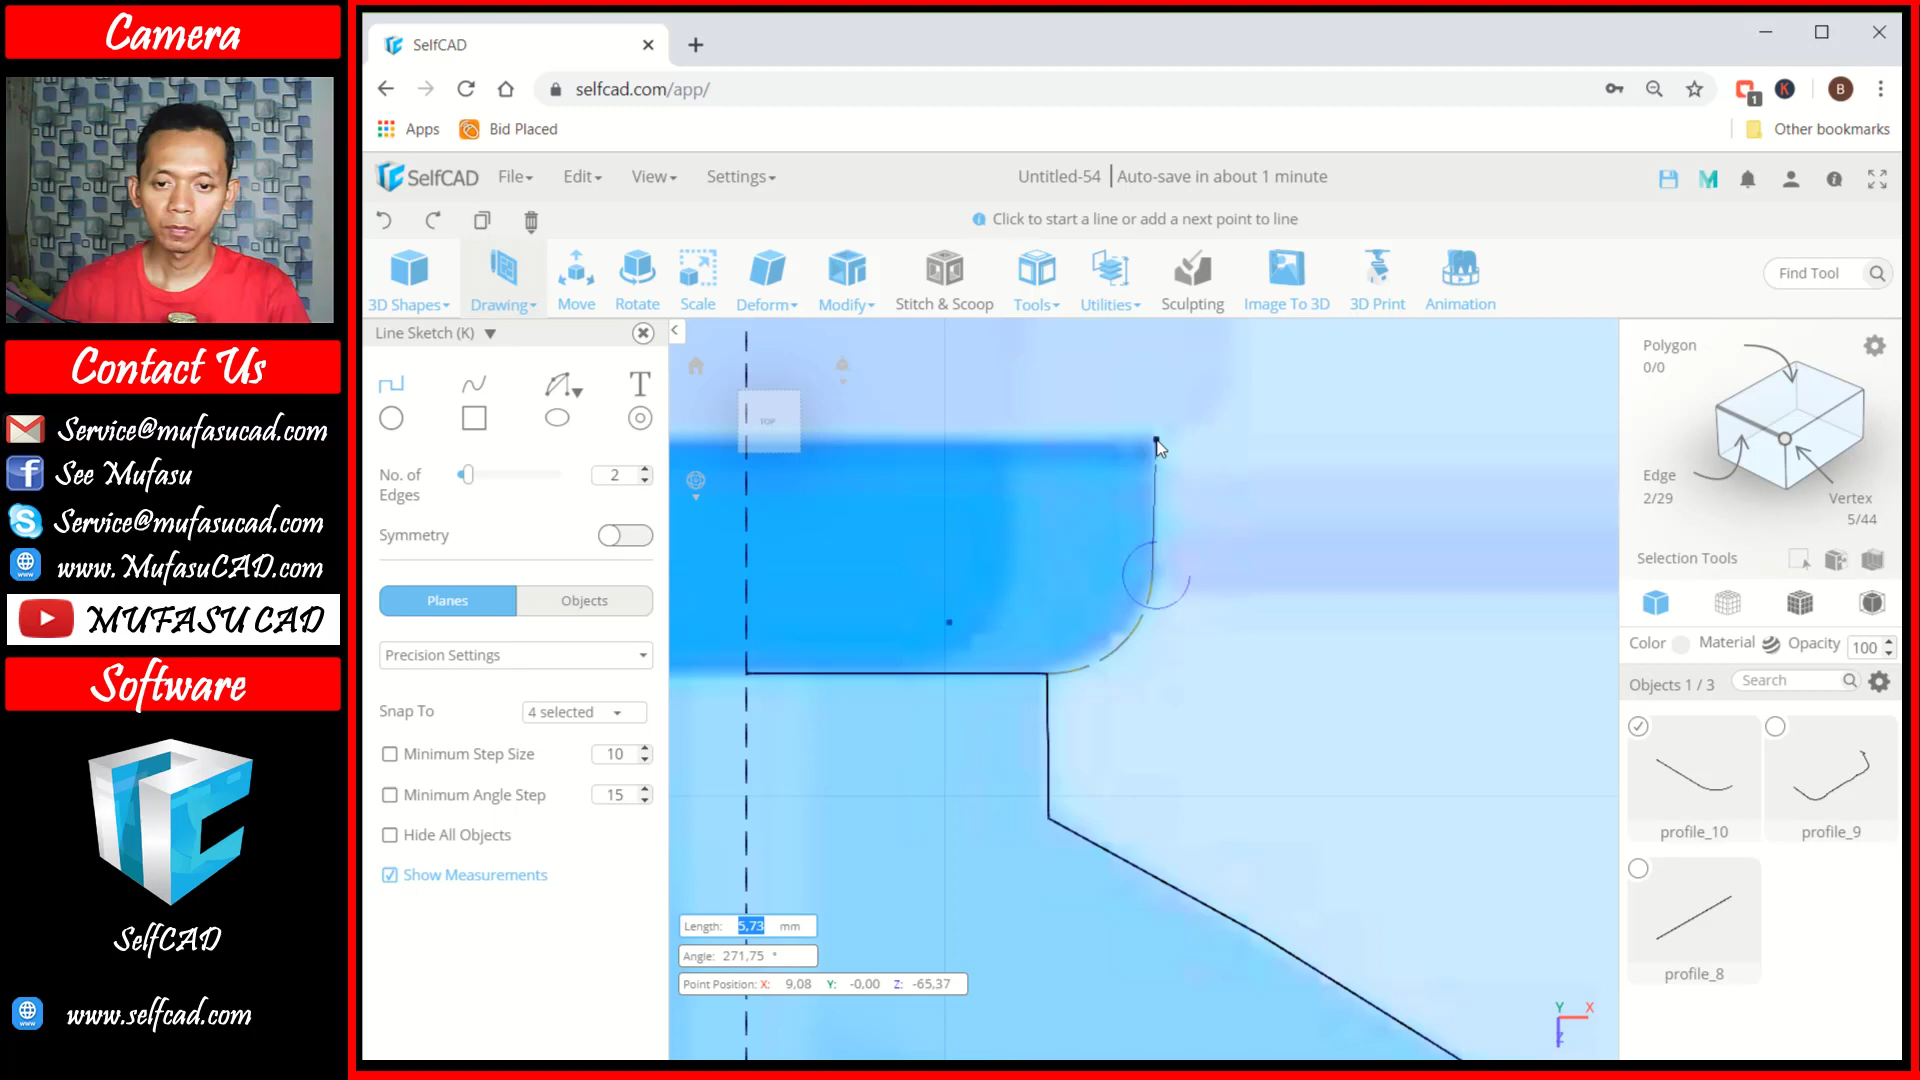 Camera
Contact Us
Service@mufasucad.com
See Mufasu
Service@mufasucad.com
www.MufasuCAD.com
MUFASU CAD
Software
SelfCAD
www.selfcad.com
SelfCAD
selfcad.com/app/
1
K
B
Apps
Bid Placed
Other bookmarks
SelfCAD
File
Edit
View
Settings
Untitled-54
Auto-save in about 1 minute
M
Click to start a line or add a next point to line
3D Shapes
Drawing
Move
Rotate
Scale
Deform
Modify
Stitch & Scoop
Tools
Utilities
Sculpting
Image To 3D
3D Print
Animation
Find Tool
Line Sketch (K)
T
No. of
Edges
2
Symmetry
Planes
Objects
Precision Settings
Snap To
4 selected
Minimum Step Size
10
Minimum Angle Step
15
Hide All Objects
Show Measurements
TOP
Length: 5,73 mm
Angle: 271,75 °
Point Position: X: 9,08 Y: -0,00 Z: -65,37
Y
X
Z
Polygon
0/0
Edge
2/29
Vertex
5/44
Selection Tools
Color
Material
Opacity
100
Objects 1 / 3
Search
profile_10
profile_9
profile_8